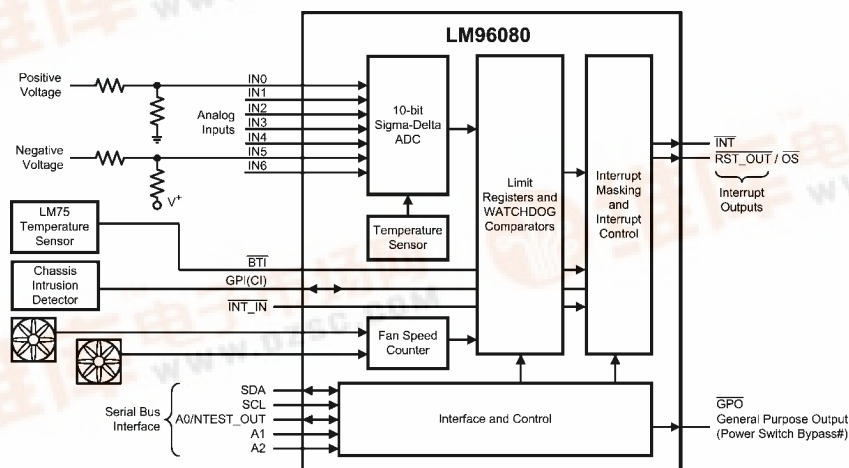 LM96080
Positive
Voltage
Negative
Voltage
V+
Analog
Inputs
IN0
IN1
IN2
IN3
IN4
IN5
IN6
10-bit
Sigma-Delta
ADC
Temperature
Sensor
Limit
Registers and
WATCHDOG
Comparators
Interrupt
Masking
and
Interrupt
Control
INT
RST_OUT / OS
Interrupt
Outputs
LM75
Temperature
Sensor
Chassis
Intrusion
Detector
BTI
GPI(CI)
INT_IN
Fan Speed
Counter
Serial Bus
Interface
SDA
SCL
A0/NTEST_OUT
A1
A2
Interface and Control
GPO
General Purpose Output
(Power Switch Bypass#)
WWW.DZSC.COM